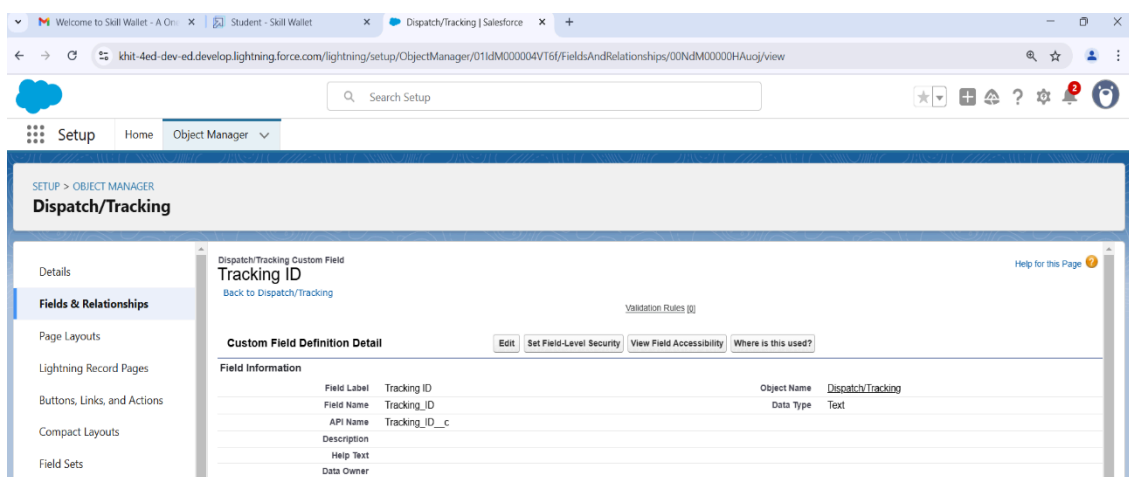 Welcome to Skill Wallet - A On
Student - Skill Wallet
Dispatch/Tracking | Salesforce
khit-4ed-dev-ed.develop.lightning.force.com/lightning/setup/ObjectManager/01IdM000004VT6f/FieldsAndRelationships/00NdM00000HAuoj/view
Search Setup
2
Setup Home Object Manager
SETUP > OBJECT MANAGER
Dispatch/Tracking
Details
Fields & Relationships
Page Layouts
Lightning Record Pages
Buttons, Links, and Actions
Compact Layouts
Field Sets
Dispatch/Tracking Custom Field
Tracking ID
Back to Dispatch/Tracking
Help for this Page
Validation Rules [0]
Custom Field Definition Detail Edit Set Field-Level Security View Field Accessibility Where is this used?
Field Information
Field Label Tracking ID Object Name Dispatch/Tracking
Field Name Tracking_ID Data Type Text
API Name Tracking_ID__c
Description
Help Text
Data Owner